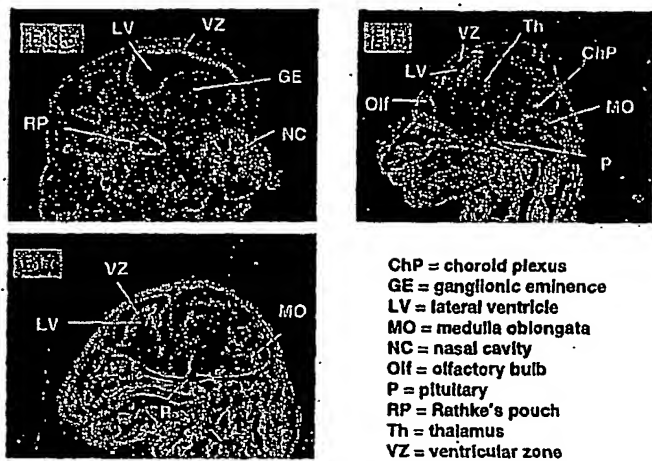 LV VZ
GE
RP
NC
VZ Th
LV ChP
Olf MO
P
VZ
LV MO
ChP = choroid plexus
GE = ganglionic eminence
LV = lateral ventricle
MO = medulla oblongata
NC = nasal cavity
Olf = olfactory bulb
P = pituitary
RP = Rathke's pouch
Th = thalamus
VZ = ventricular zone